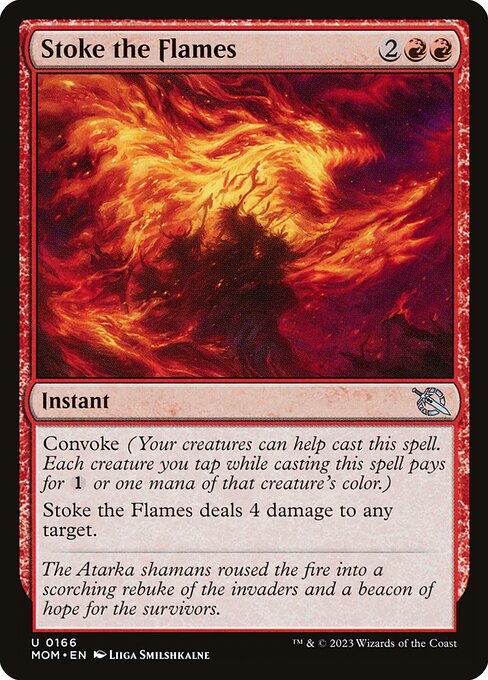 Stoke the Flames 2
Instant
Convoke (Your creatures can help cast this spell.
Each creature you tap while casting this spell pays
for 1 or one mana of that creature's color.)
Stoke the Flames deals 4 damage to any
target.
The Atarka shamans roused the fire into a
scorching rebuke of the invaders and a beacon of
hope for the survivors.
U 0166
MOM • EN Liiga Smilshkalne
™ & © 2023 Wizards of the Coast